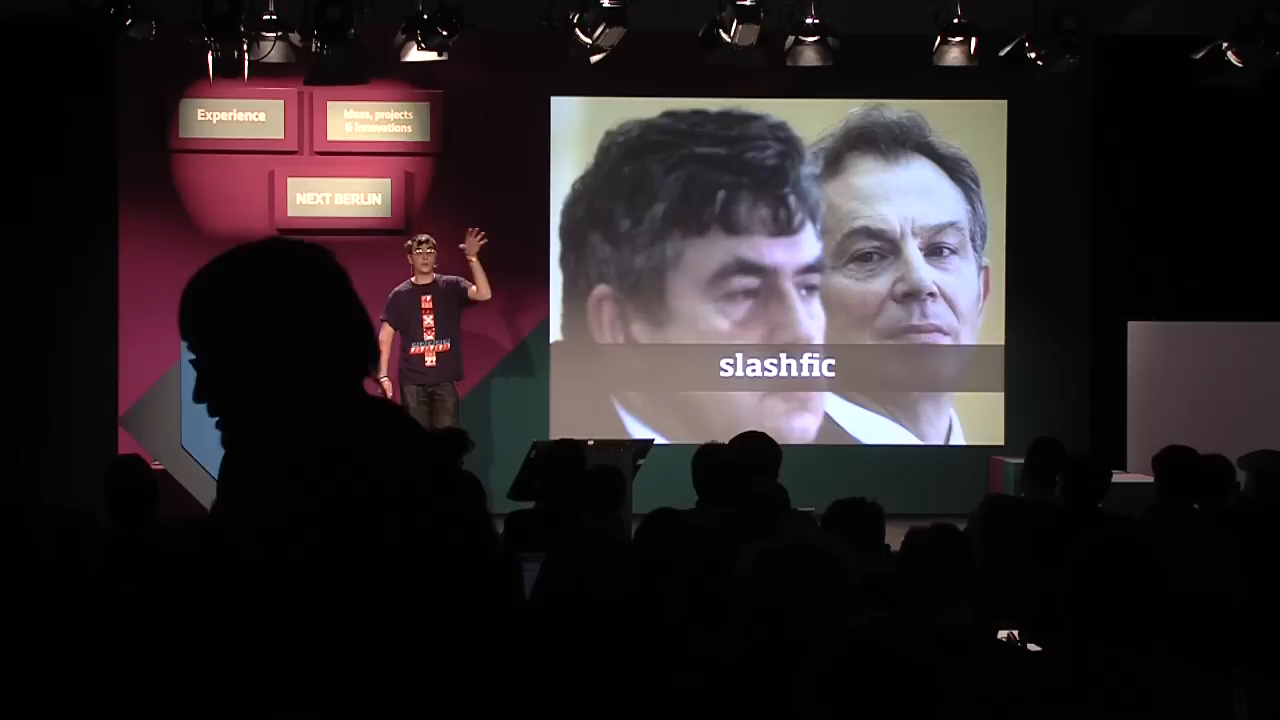 Experience
Ideas, projects
& innovations
NEXT BERLIN
slashfic